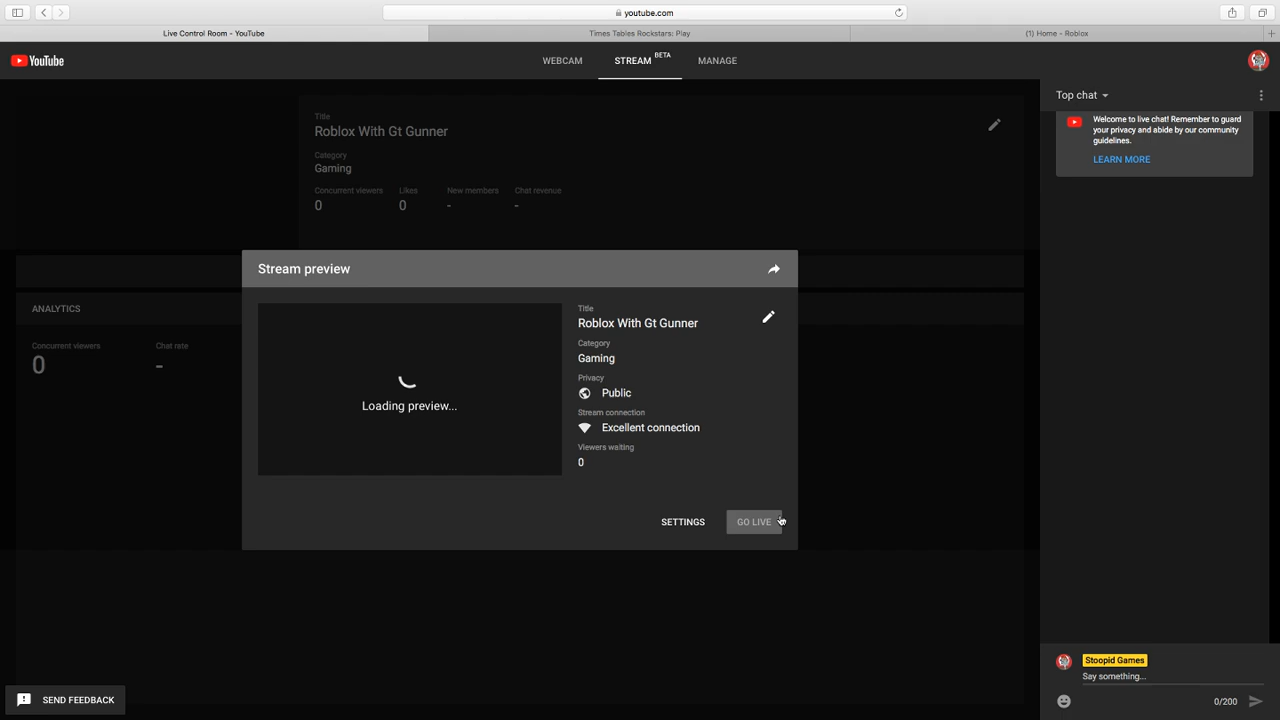 youtube.com
Live Control Room - YouTube
Times Tables Rockstars: Play
(1) Home - Roblox
YouTube
WEBCAM
STREAM BETA
MANAGE
Title
Roblox With Gt Gunner
Category
Gaming
Concurrent viewers
Likes
New members
Chat revenue
0
0
-
-
Top chat
Welcome to live chat! Remember to guard
your privacy and abide by our community
guidelines.
LEARN MORE
Stream preview
Loading preview...
Title
Roblox With Gt Gunner
Category
Gaming
Privacy
Public
Stream connection
Excellent connection
Viewers waiting
0
SETTINGS
GO LIVE
ANALYTICS
Concurrent viewers
Chat rate
0
-
Stoopid Games
Say something...
0/200
SEND FEEDBACK